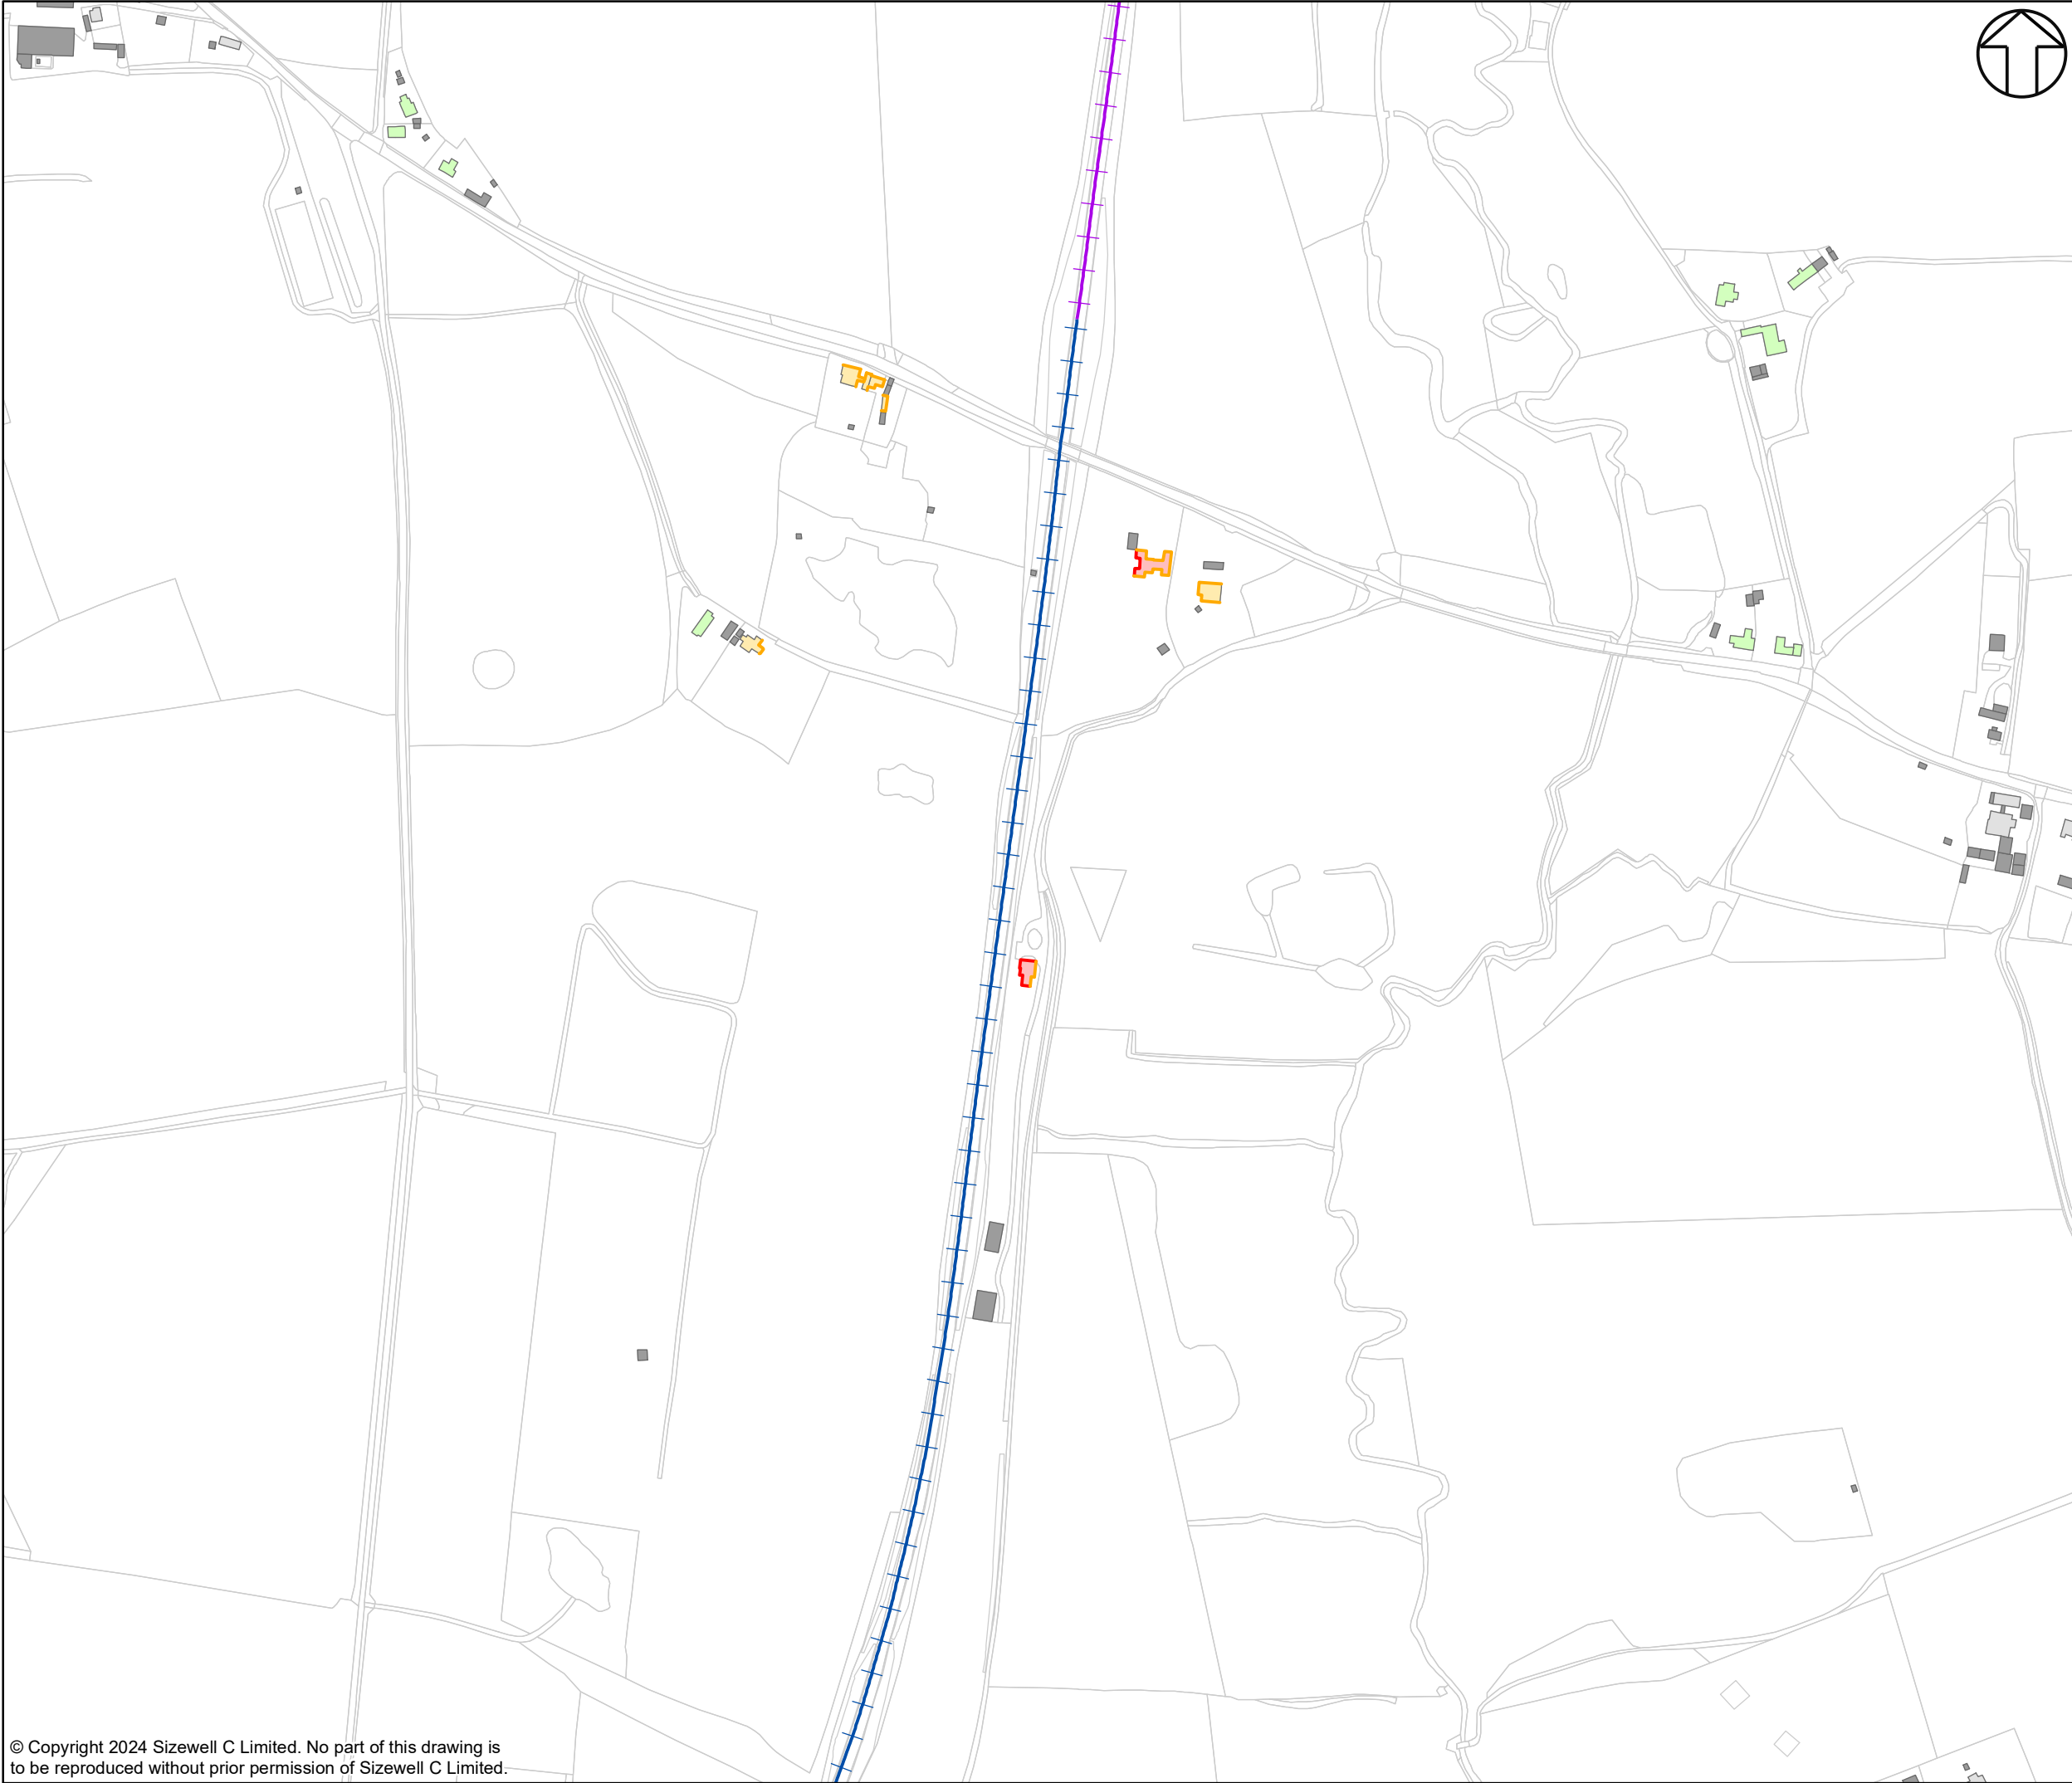 © Copyright 2024 Sizewell C Limited. No part of this drawing is
to be reproduced without prior permission of Sizewell C Limited.